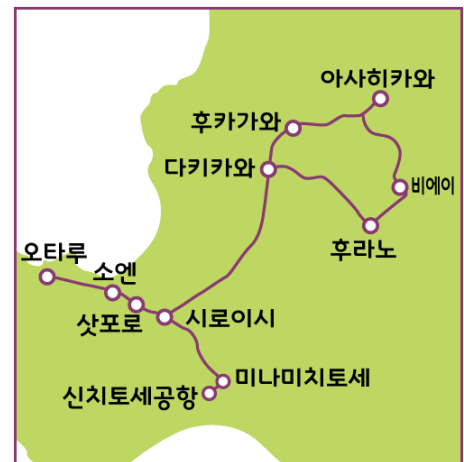 아사히카와
후카가와
다키카와
비에이
후라노
오타루
소엔
삿포로
시로이시
미나미치토세
신치토세공항